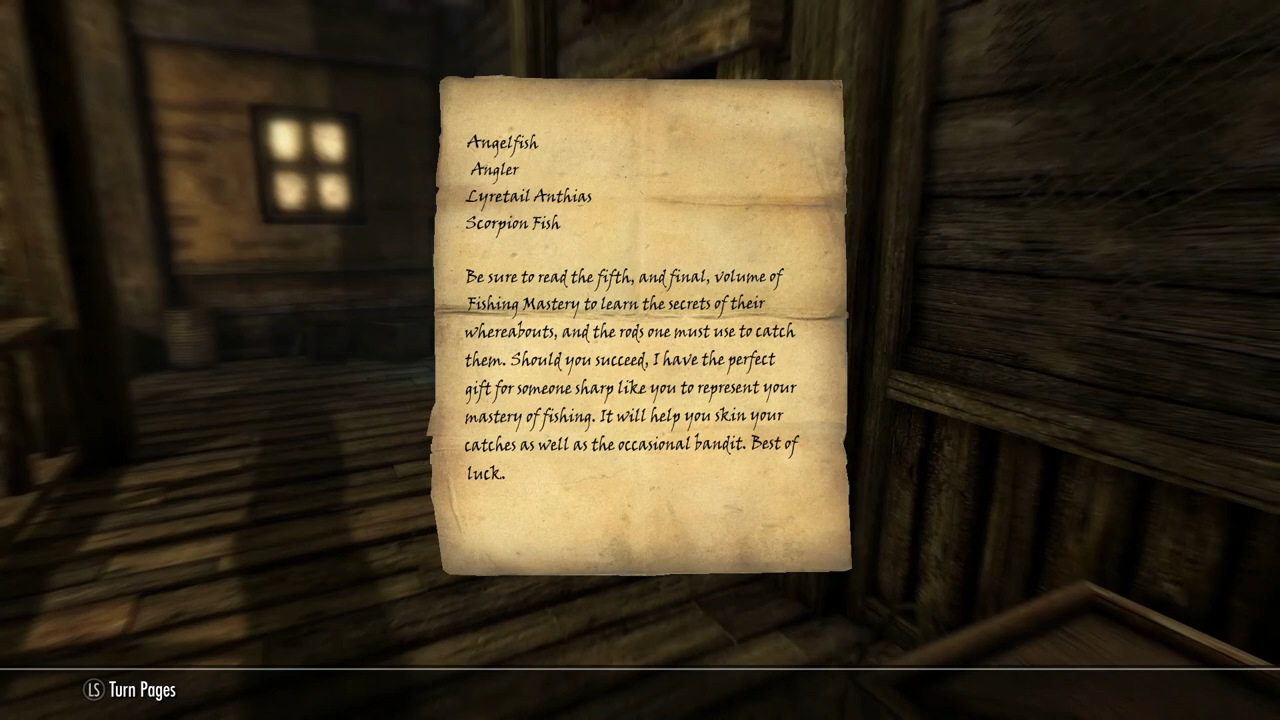 Angelfish
Angler
Lyretail Anthias
Scorpion Fish
Be sure to read the fifth, and final, volume of
Fishing Mastery to learn the secrets of their
whereabouts, and the rods one must use to catch
them. Should you succeed, I have the perfect
gift for someone sharp like you to represent your
mastery of fishing. It will help you skin your
catches as well as the occasional bandit. Best of
luck.
LS Turn Pages